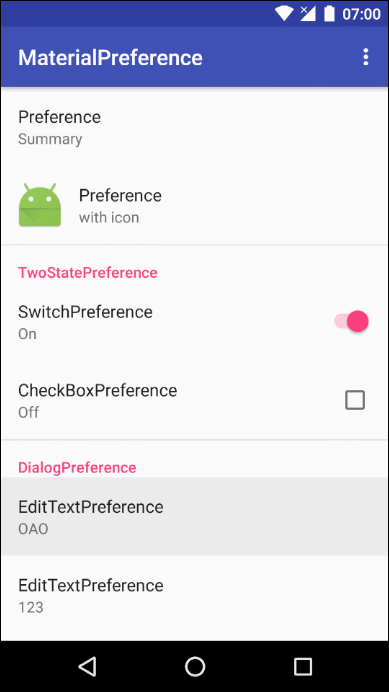 07:00
MaterialPreference
Preference
Summary
Preference
with icon
TwoStatePreference
SwitchPreference
On
CheckBoxPreference
Off
DialogPreference
EditTextPreference
OAO
EditTextPreference
123